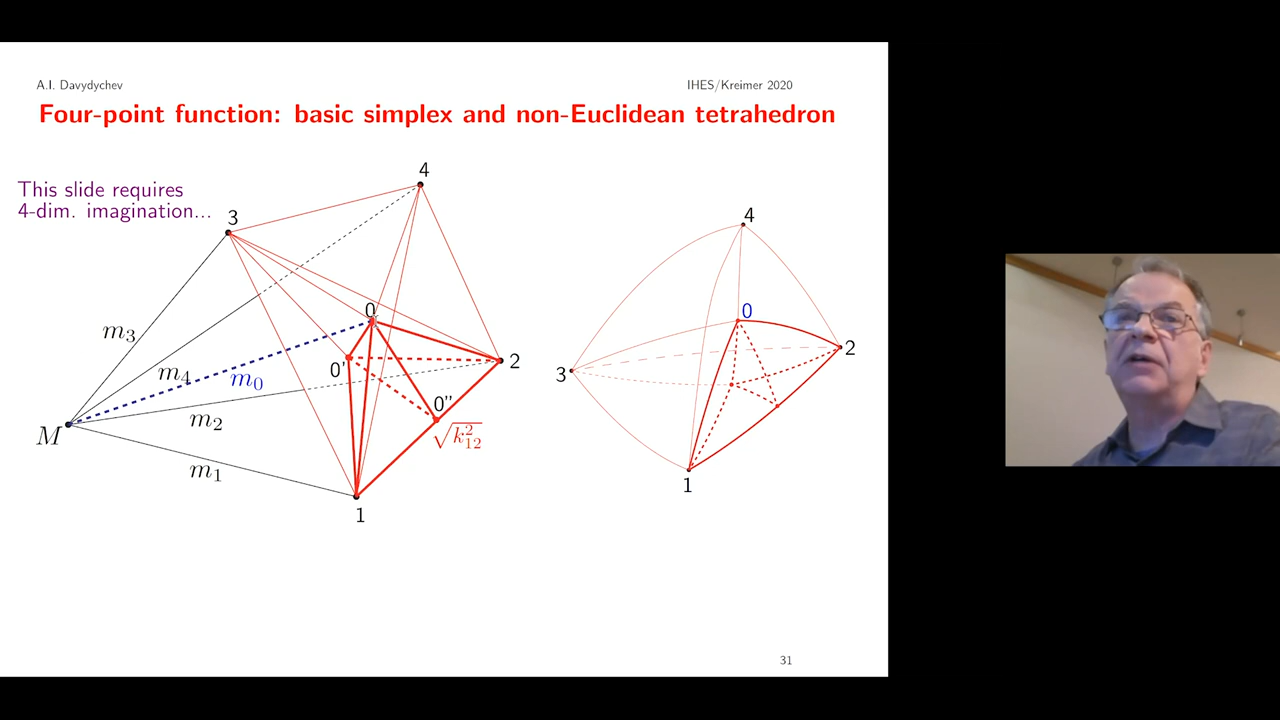 A.I. Davydychev
IHES/Kreimer 2020
Four-point function: basic simplex and non-Euclidean tetrahedron
This slide requires
4-dim. imagination...
4
3
0
m₃
m₄
m₀
0'
2
0''
m₂
√k²₁₂
M
m₁
1
4
0
2
3
1
31